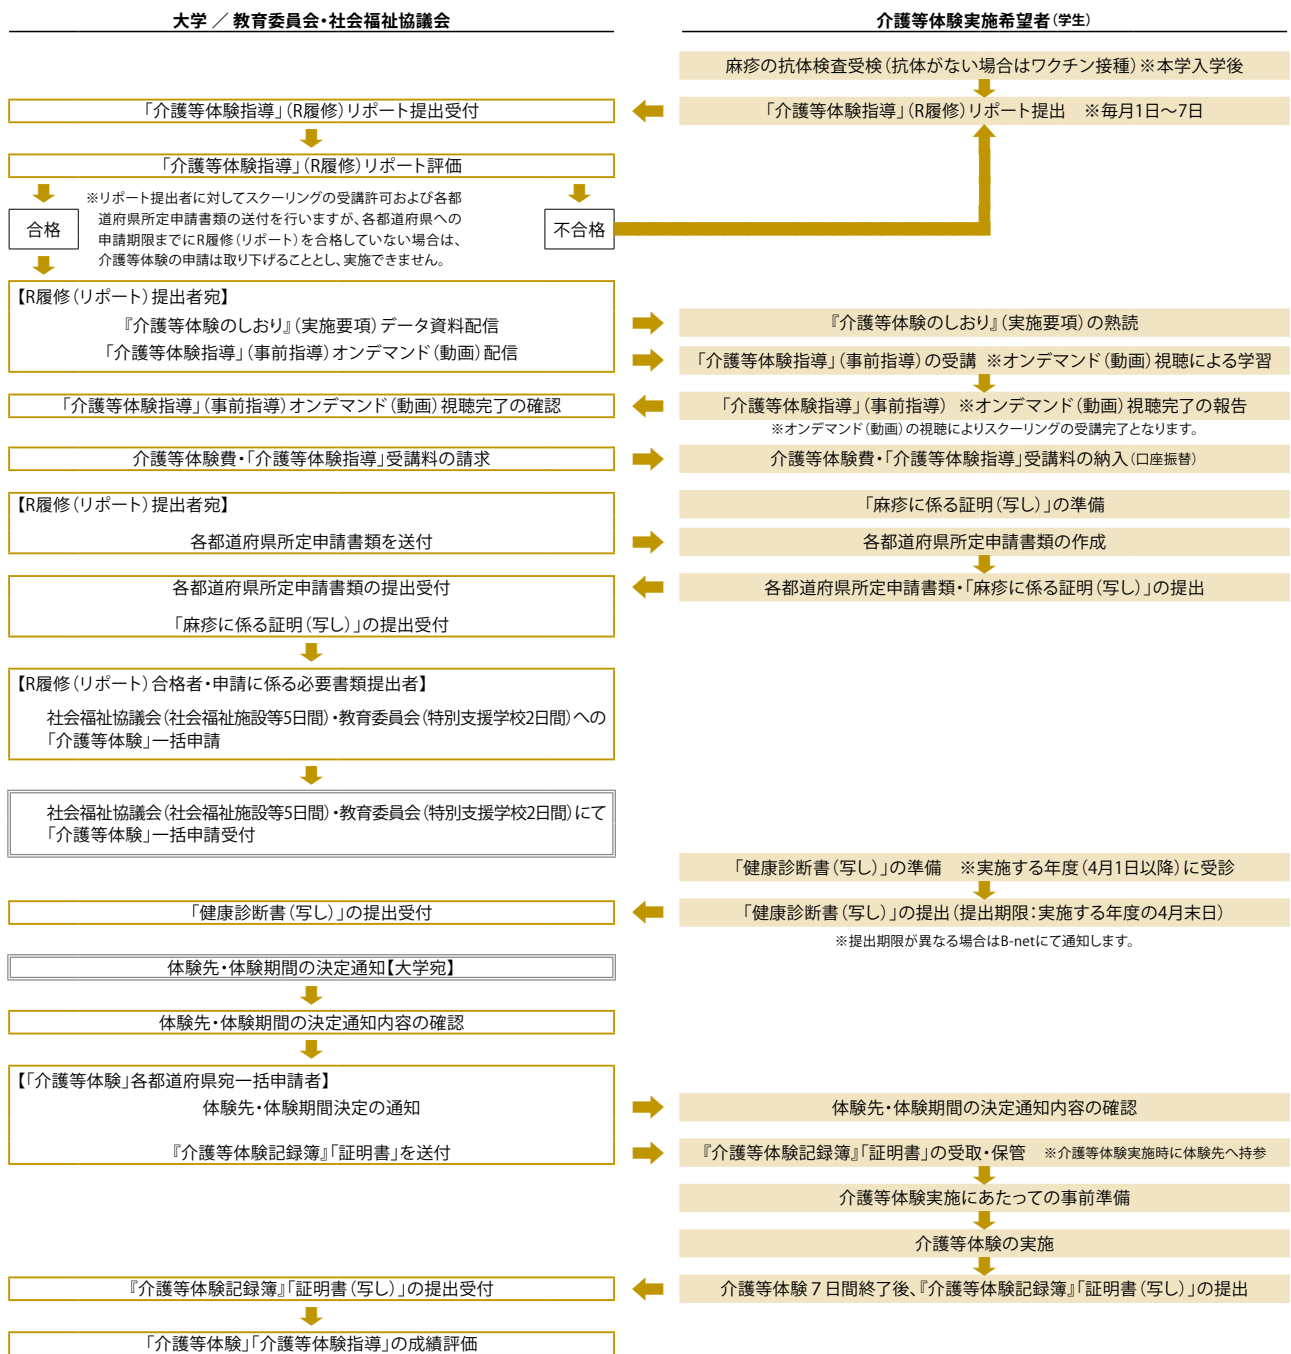 大学 ／ 教育委員会・社会福祉協議会
介護等体験実施希望者(学生)
麻疹の抗体検査受検(抗体がない場合はワクチン接種)※本学入学後
「介護等体験指導」(R履修)リポート提出受付
「介護等体験指導」(R履修)リポート提出　※毎月1日～7日
「介護等体験指導」(R履修)リポート評価
合格
※リポート提出者に対してスクーリングの受講許可および各都
道府県所定申請書類の送付を行いますが、各都道府県への
申請期限までにR履修(リポート)を合格していない場合は、
介護等体験の申請は取り下げることとし、実施できません。
不合格
【R履修(リポート)提出者宛】
『介護等体験のしおり』(実施要項)データ資料配信
『介護等体験のしおり』(実施要項)の熟読
「介護等体験指導」(事前指導)オンデマンド(動画)配信
「介護等体験指導」(事前指導)の受講 ※オンデマンド(動画)視聴による学習
「介護等体験指導」(事前指導)オンデマンド(動画)視聴完了の確認
「介護等体験指導」(事前指導) ※オンデマンド(動画)視聴完了の報告
※オンデマンド(動画)の視聴によりスクーリングの受講完了となります。
介護等体験費・「介護等体験指導」受講料の請求
介護等体験費・「介護等体験指導」受講料の納入(口座振替)
【R履修(リポート)提出者宛】
「麻疹に係る証明(写し)」の準備
各都道府県所定申請書類を送付
各都道府県所定申請書類の作成
各都道府県所定申請書類の提出受付
各都道府県所定申請書類・「麻疹に係る証明(写し)」の提出
「麻疹に係る証明(写し)」の提出受付
【R履修(リポート)合格者・申請に係る必要書類提出者】
社会福祉協議会(社会福祉施設等5日間)・教育委員会(特別支援学校2日間)への
「介護等体験」一括申請
社会福祉協議会(社会福祉施設等5日間)・教育委員会(特別支援学校2日間)にて
「介護等体験」一括申請受付
「健康診断書(写し)」の準備　※実施する年度(4月1日以降)に受診
「健康診断書(写し)」の提出受付
「健康診断書(写し)」の提出(提出期限：実施する年度の4月末日)
※提出期限が異なる場合はB-netにて通知します。
体験先・体験期間の決定通知【大学宛】
体験先・体験期間の決定通知内容の確認
【「介護等体験」各都道府県宛一括申請者】
体験先・体験期間決定の通知
体験先・体験期間の決定通知内容の確認
『介護等体験記録簿』「証明書」を送付
『介護等体験記録簿』「証明書」の受取・保管　※介護等体験実施時に体験先へ持参
介護等体験実施にあたっての事前準備
介護等体験の実施
『介護等体験記録簿』「証明書(写し)」の提出受付
介護等体験７日間終了後、『介護等体験記録簿』「証明書(写し)」の提出
「介護等体験」「介護等体験指導」の成績評価